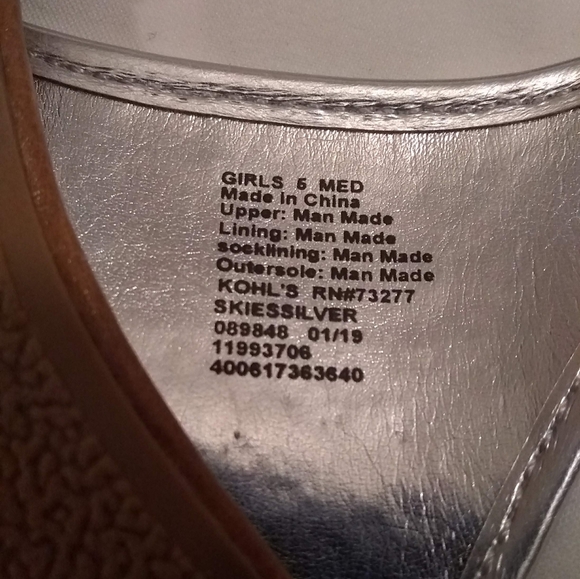 GIRLS 5 MED
Made in China
Upper: Man Made
Lining: Man Made
socklining: Man Made
Outersole: Man Made
KOHL'S RN#73277
SKIESSILVER
089848 01/19
11993706
400617363640